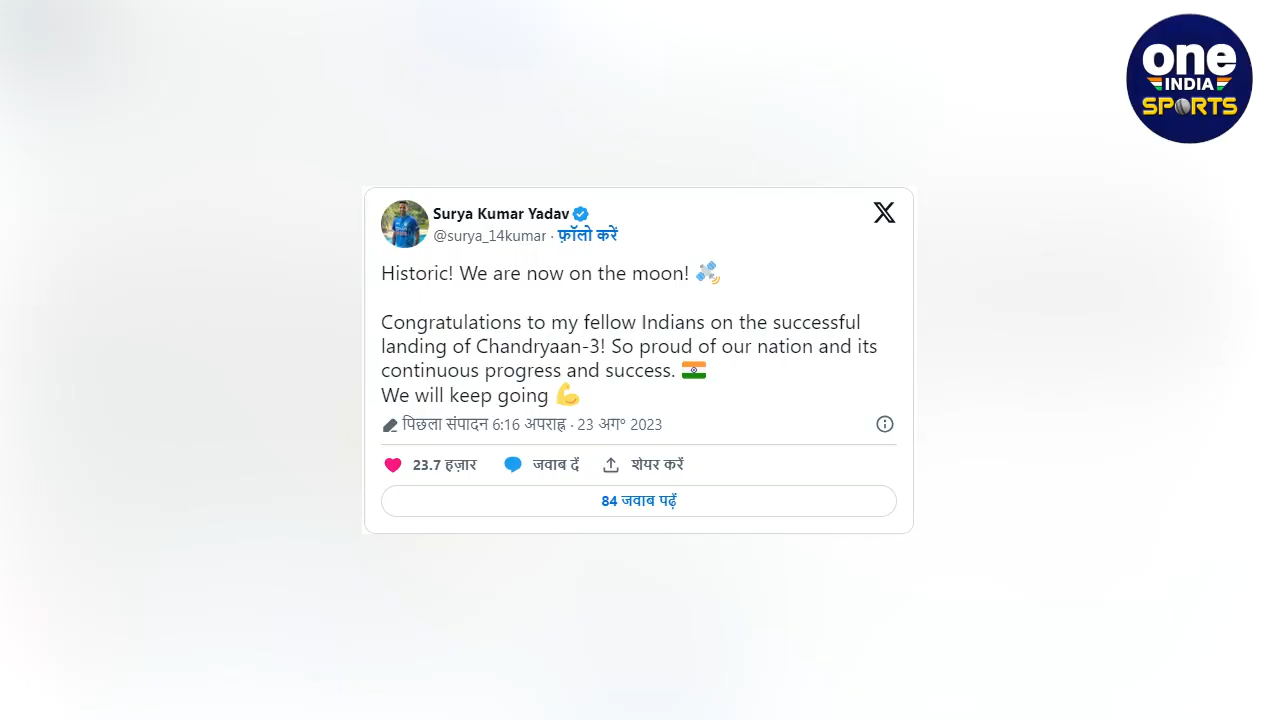 one
INDIA
SPORTS
Surya Kumar Yadav
@surya_14kumar · फ़ॉलो करें
X
Historic! We are now on the moon! 🛰️
Congratulations to my fellow Indians on the successful
landing of Chandryaan-3! So proud of our nation and its
continuous progress and success. 🇮🇳
We will keep going 💪
पिछला संपादन 6:16 अपराह्न · 23 अग॰ 2023
23.7 हज़ार जवाब दें शेयर करें
84 जवाब पढ़ें